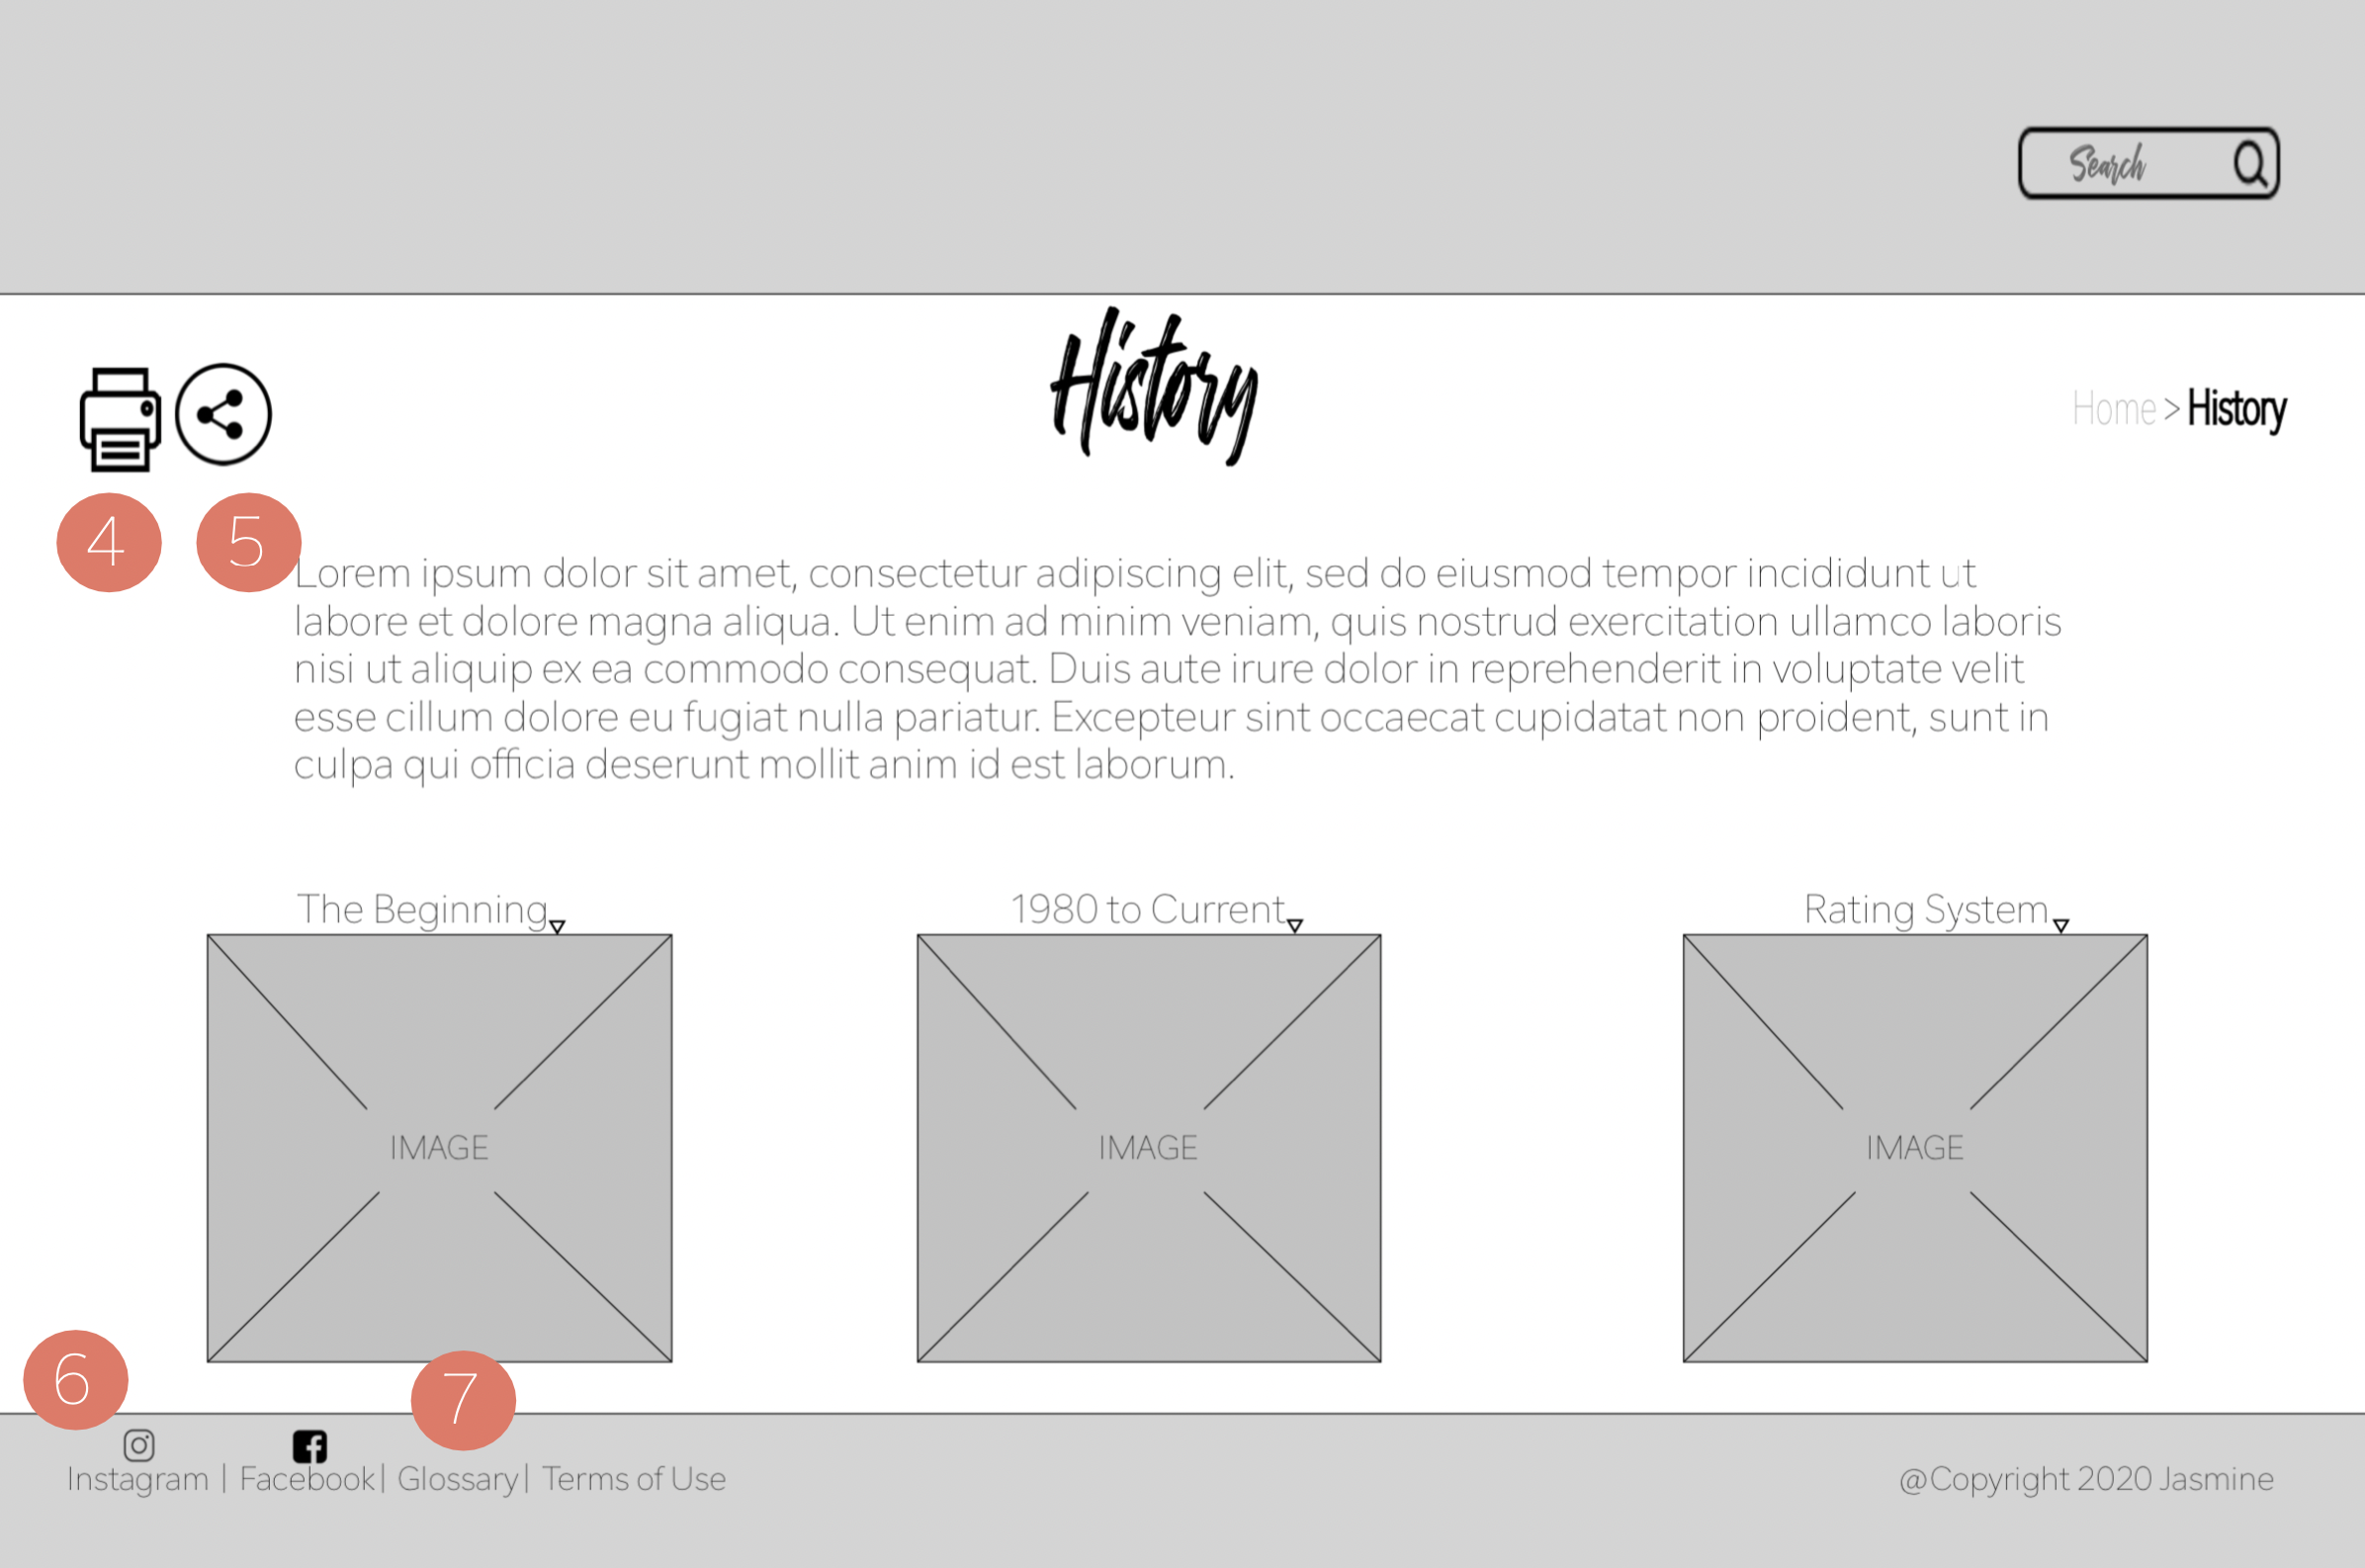 Search
History
Home > History
4 5
Lorem ipsum dolor sit amet, consectetur adipiscing elit, sed do eiusmod tempor incididunt ut
labore et dolore magna aliqua. Ut enim ad minim veniam, quis nostrud exercitation ullamco laboris
nisi ut aliquip ex ea commodo consequat. Duis aute irure dolor in reprehenderit in voluptate velit
esse cillum dolore eu fugiat nulla pariatur. Excepteur sint occaecat cupidatat non proident, sunt in
culpa qui officia deserunt mollit anim id est laborum.
The Beginning
1980 to Current
Rating System
IMAGE
IMAGE
IMAGE
6
7
Instagram | Facebook| Glossary| Terms of Use
@Copyright 2020 Jasmine